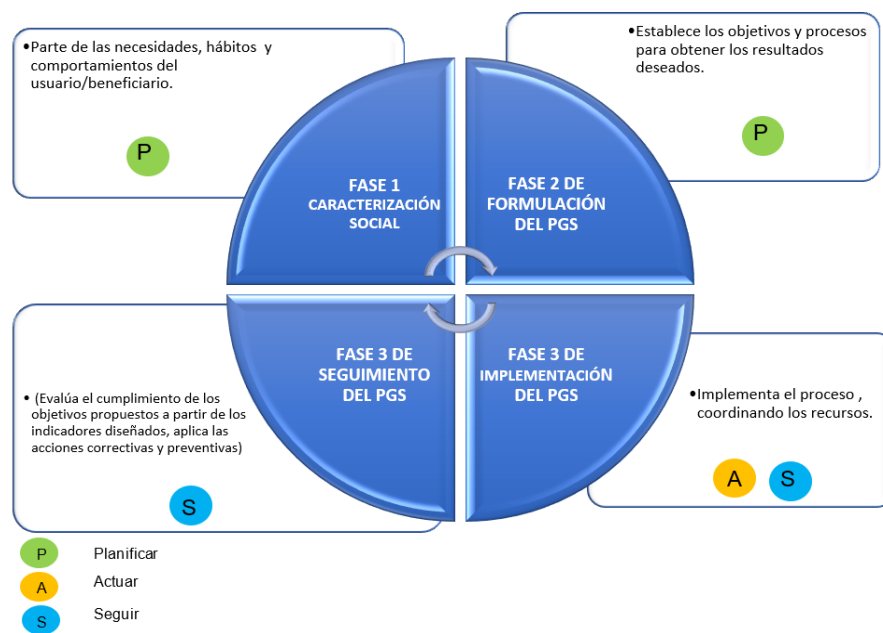 •Parte de las necesidades, hábitos y
comportamientos del
usuario/beneficiario.
P
•Establece los objetivos y procesos
para obtener los resultados
deseados.
P
FASE 1
CARACTERIZACIÓN
SOCIAL
FASE 2 DE
FORMULACIÓN
DEL PGS
FASE 3 DE
SEGUIMIENTO
DEL PGS
FASE 3 DE
IMPLEMENTACIÓN
DEL PGS
• (Evalúa el cumplimiento de los
objetivos propuestos a partir de los
indicadores diseñados, aplica las
acciones correctivas y preventivas)
S
•Implementa el proceso ,
coordinando los recursos.
A S
P Planificar
A Actuar
S Seguir